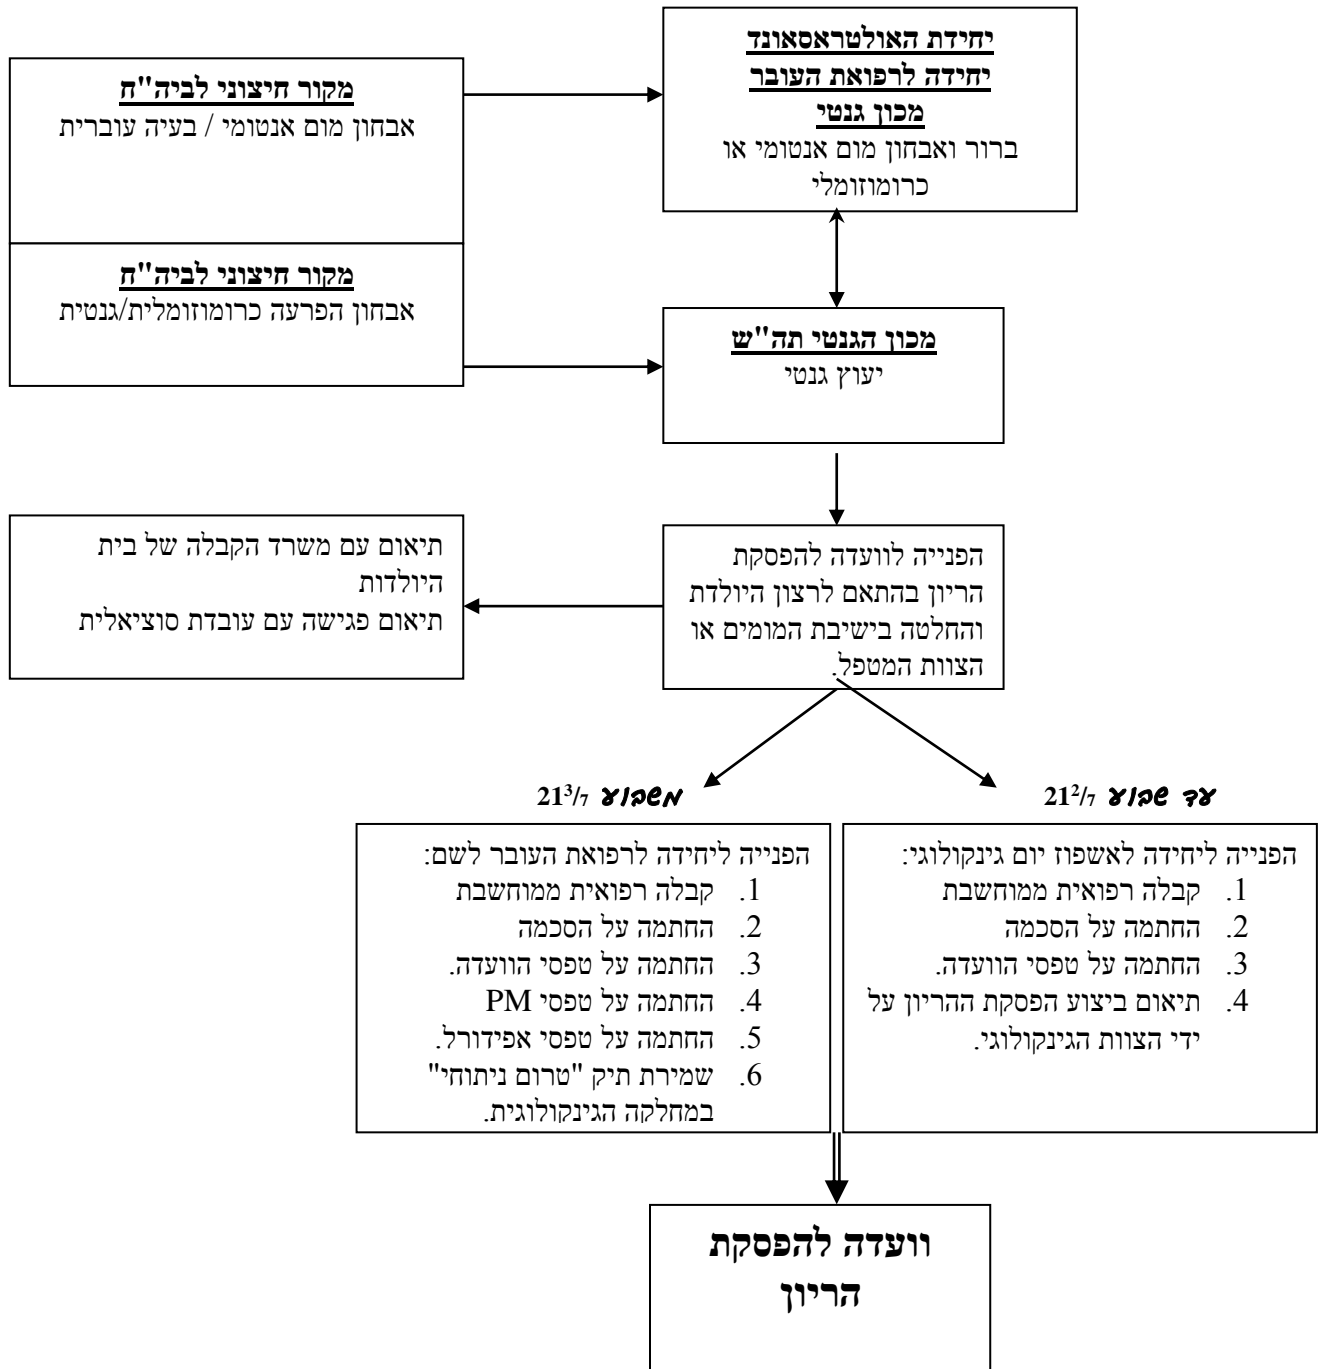 יחידת האולטראסאונד
יחידה לרפואת העובר
מכון גנטי
ברור ואבחון מום אנטומי או
כרומוזומלי
מקור חיצוני לביה"ח
אבחון מום אנטומי / בעיה עוברית
מקור חיצוני לביה"ח
אבחון הפרעה כרומוזומלית/גנטית
מכון הגנטי תה"ש
יעוץ גנטי
הפנייה לוועדה להפסקת
הריון בהתאם לרצון היולדת
והחלטה בישיבת המומים או
הצוות המטפל.
תיאום עם משרד הקבלה של בית
היולדות
תיאום פגישה עם עובדת סוציאלית
עד שבוע 21²/₇
הפנייה ליחידה לאשפוז יום גינקולוגי:
1. קבלה רפואית ממוחשבת
2. החתמה על הסכמה
3. החתמה על טפסי הוועדה.
4. תיאום ביצוע הפסקת ההריון על
ידי הצוות הגינקולוגי.
משבוע 21³/₇
הפנייה ליחידה לרפואת העובר לשם:
1. קבלה רפואית ממוחשבת
2. החתמה על הסכמה
3. החתמה על טפסי הוועדה.
4. החתמה על טפסי PM
5. החתמה על טפסי אפידורל.
6. שמירת תיק "טרום ניתוחי"
במחלקה הגינקולוגית.
וועדה להפסקת
הריון